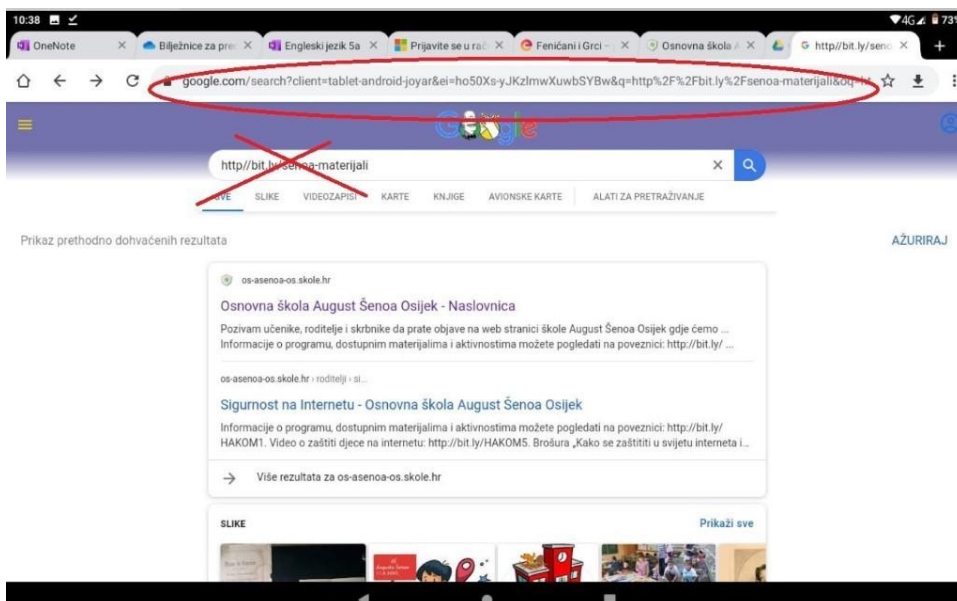 10:38 4G 73%
OneNote Bilježnice za pre Engleski jezik 5a Prijavite se u rač Feničani i Grci – Osnovna škola http//bit.ly/seno
google.com/search?client=tablet-android-joyar&ei=ho50Xs-yJKzlmwXuwbSYBw&q=http%2F%2Fbit.ly%2Fsenoa-materijali&oq=ht
Google
http//bit.ly/senoa-materijali
SVE SLIKE VIDEOZAPISI KARTE KNJIGE AVIONSKE KARTE ALATI ZA PRETRAŽIVANJE
Prikaz prethodno dohvaćenih rezultata AŽURIRAJ
os-asenoa-os.skole.hr
Osnovna škola August Šenoa Osijek - Naslovnica
Pozivam učenike, roditelje i skrbnike da prate objave na web stranici škole August Šenoa Osijek gdje ćemo ...
Informacije o programu, dostupnim materijalima i aktivnostima možete pogledati na poveznici: http://bit.ly/ ...
os-asenoa-os.skole.hr › roditelji › si...
Sigurnost na Internetu - Osnovna škola August Šenoa Osijek
Informacije o programu, dostupnim materijalima i aktivnostima možete pogledati na poveznici: http://bit.ly/
HAKOM1. Video o zaštiti djece na internetu: http://bit.ly/HAKOM5. Brošura „Kako se zaštititi u svijetu interneta i...
Više rezultata za os-asenoa-os.skole.hr
SLIKE Prikaži sve